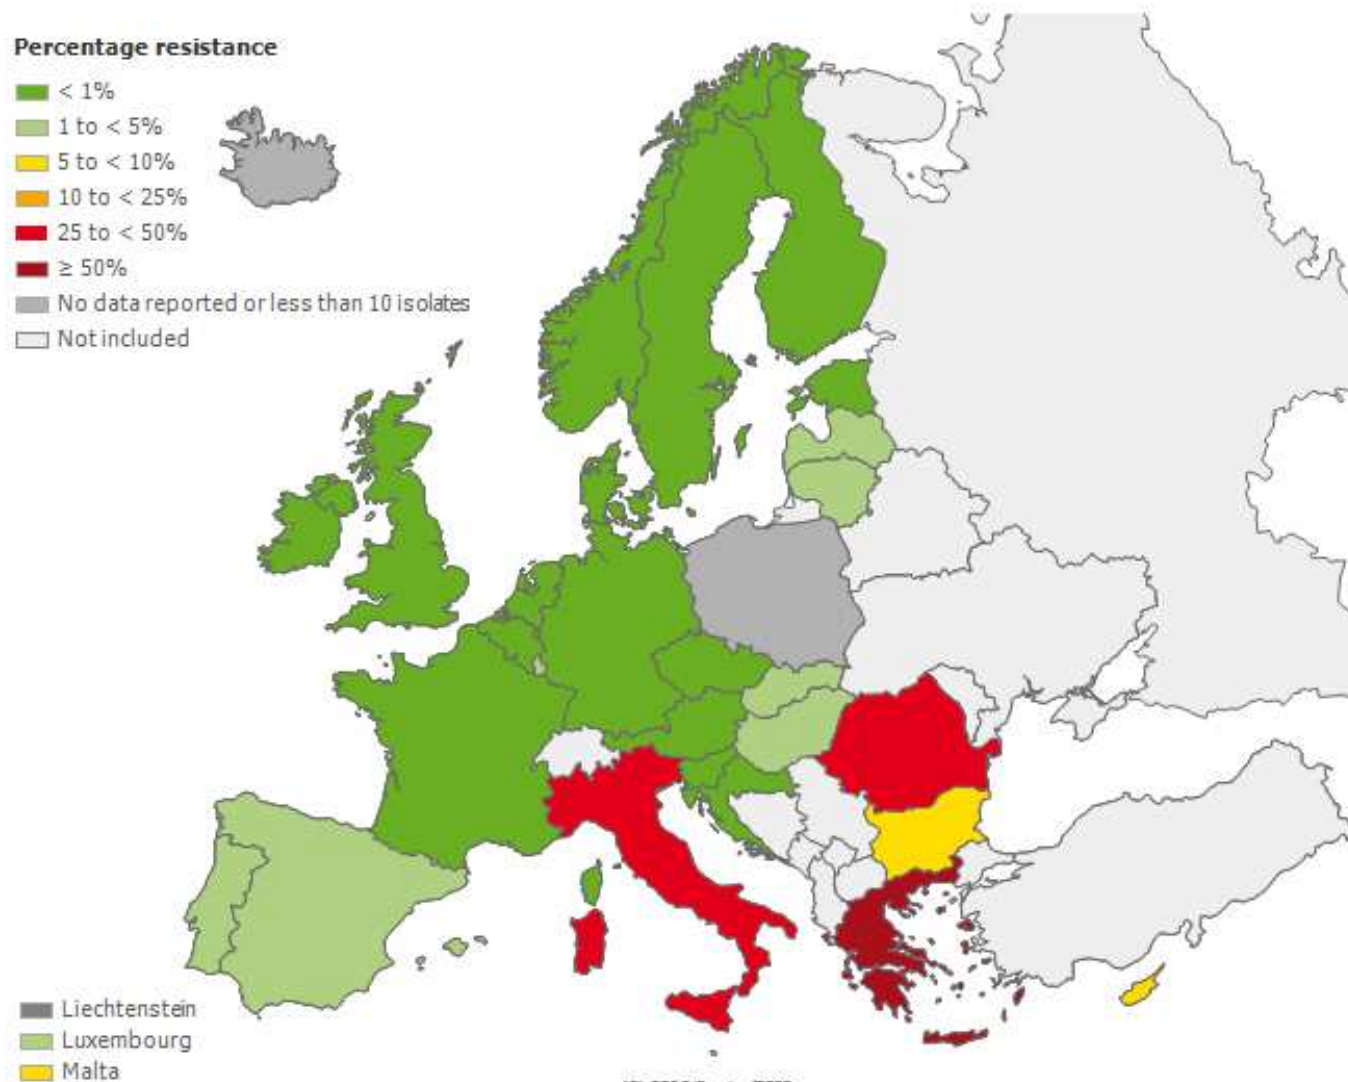 Percentage resistance
< 1%
1 to < 5%
5 to < 10%
10 to < 25%
25 to < 50%
≥ 50%
No data reported or less than 10 isolates
Not included
Liechtenstein
Luxembourg
Malta